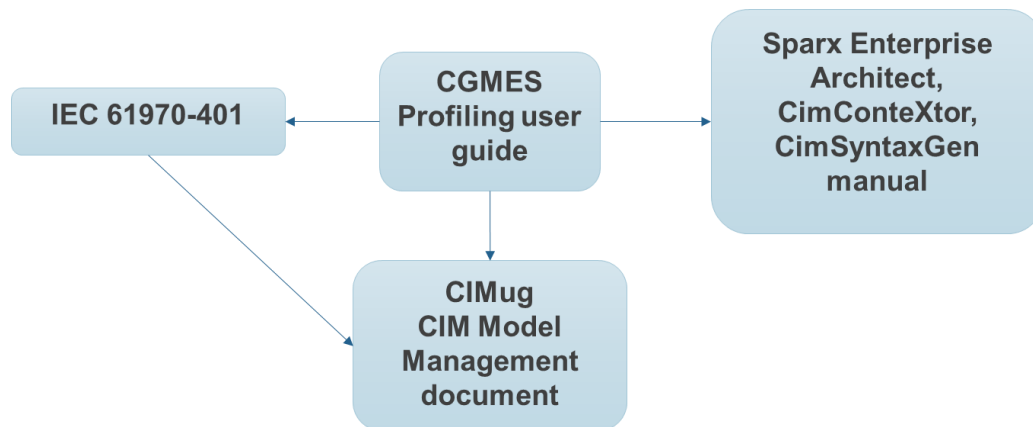 IEC 61970-401
CGMES
Profiling user
guide
Sparx Enterprise
Architect,
CimConteXtor,
CimSyntaxGen
manual
CIMug
CIM Model
Management
document